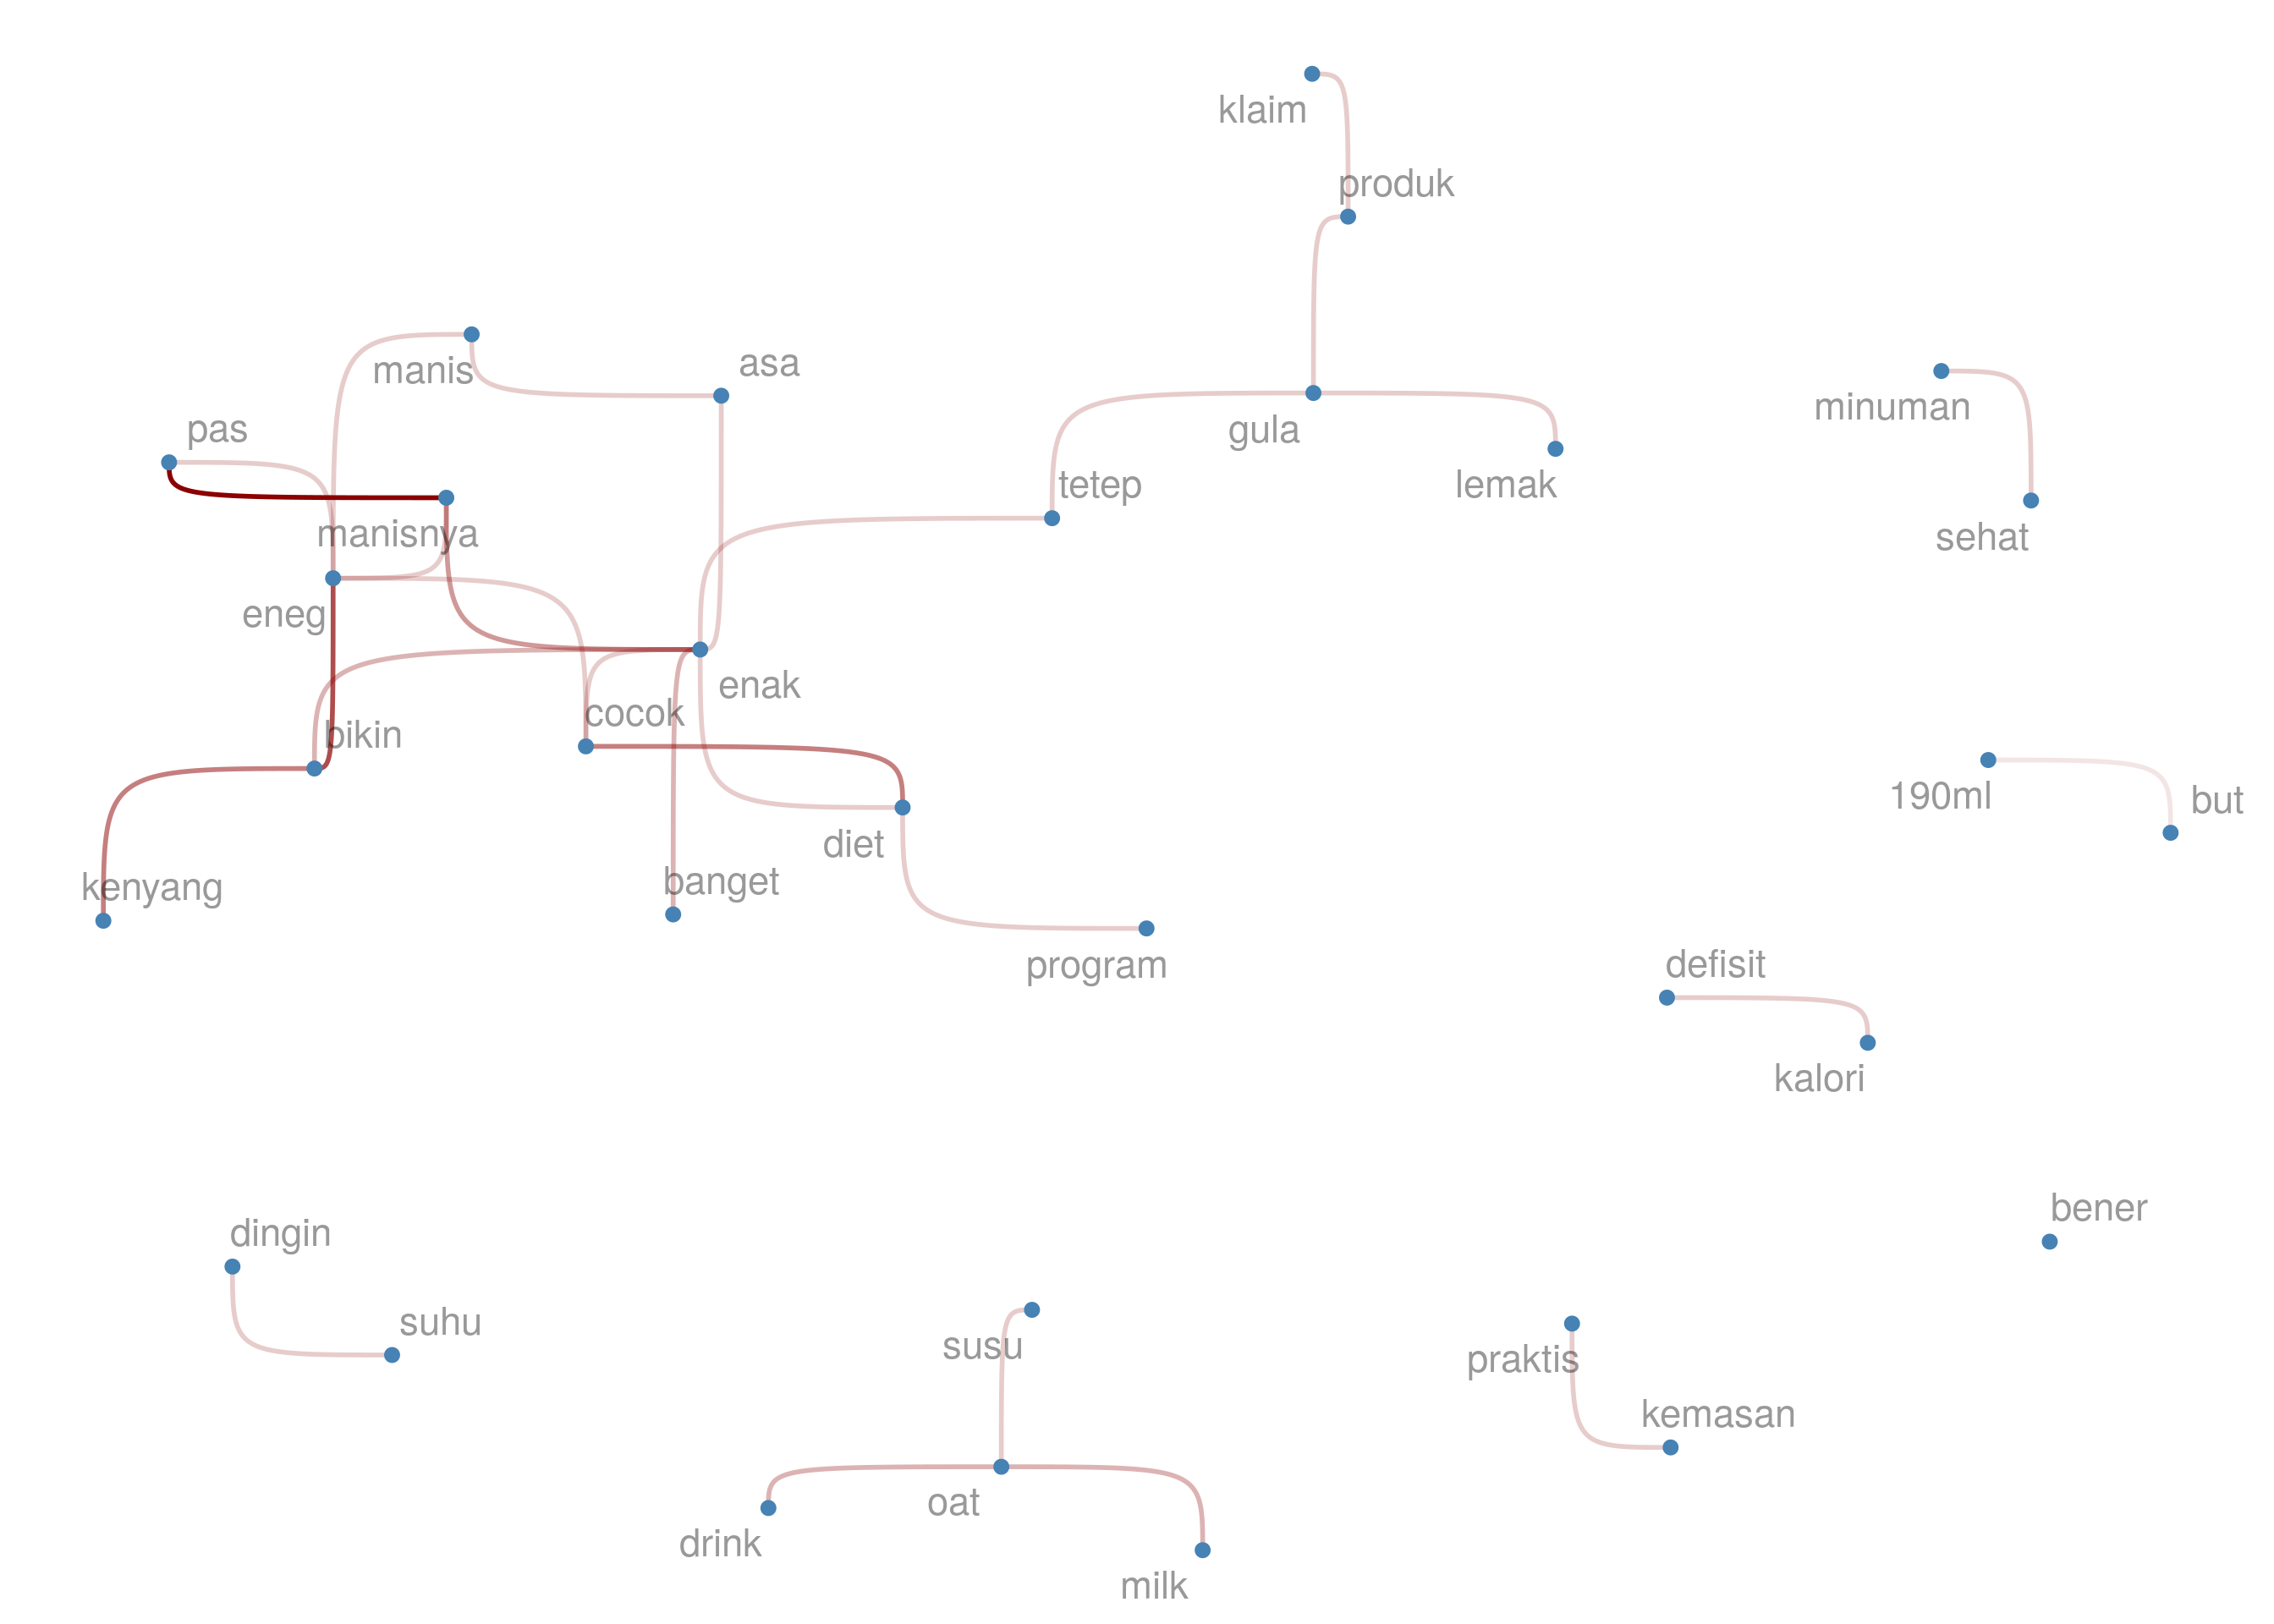 klaim
produk
manis
asa
minuman
pas
gula
tetep
lemak
manisnya
sehat
eneg
enak
cocok
bikin
190ml
but
diet
kenyang
banget
program
defisit
kalori
bener
dingin
suhu
susu
praktis
kemasan
oat
drink
milk